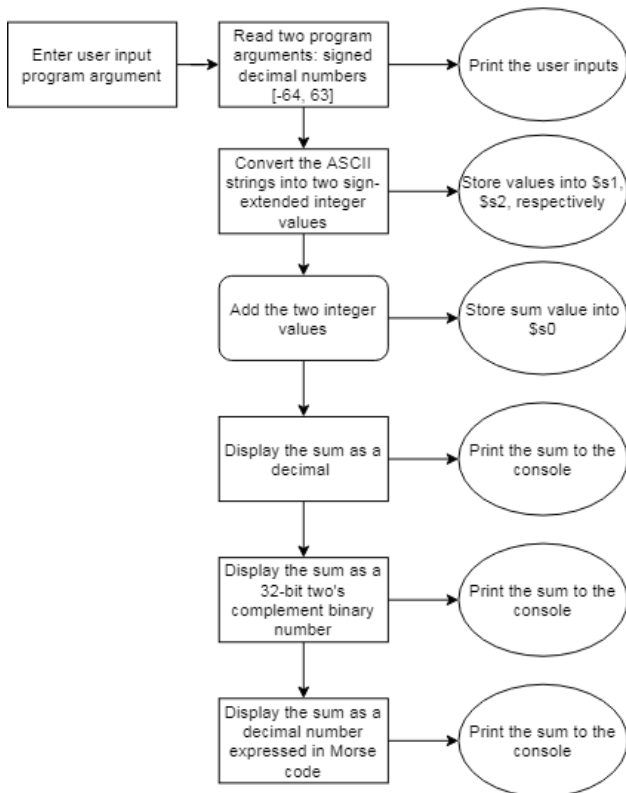 Enter user input
program argument
Read two program
arguments: signed
decimal numbers
[-64, 63]
Print the user inputs
Convert the ASCII
strings into two sign-
extended integer
values
Store values into $s1,
$s2, respectively
Add the two integer
values
Store sum value into
$s0
Display the sum as a
decimal
Print the sum to the
console
Display the sum as a
32-bit two's
complement binary
number
Print the sum to the
console
Display the sum as a
decimal number
expressed in Morse
code
Print the sum to the
console